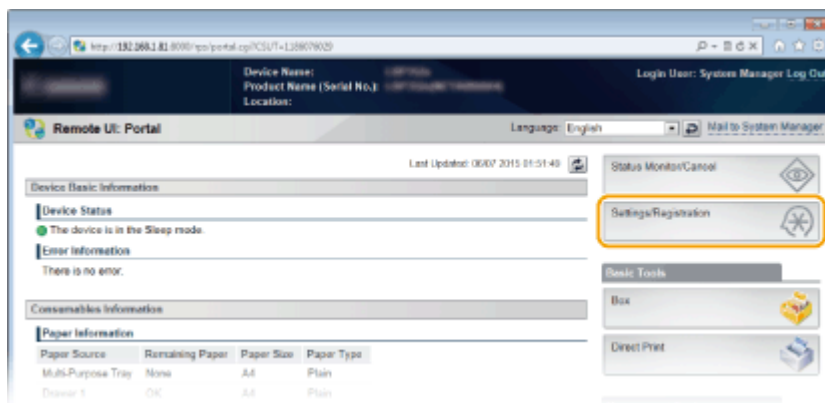 http://192.168.1.81:8000/rps/portal.cgi?CSUT=1189076029
Device Name:
Product Name (Serial No.):
Location:
Login User: System Manager Log Out
Remote UI: Portal
Language: English
Mail to System Manager
Last Updated: 06/07 2015 01:51:49
Device Basic Information
Device Status
The device is in the Sleep mode.
Error Information
There is no error.
Consumables Information
Paper Information
Paper Source Remaining Paper Paper Size Paper Type
Multi-Purpose Tray None A4 Plain
Drawer 1 OK A4 Plain
Status Monitor/Cancel
Settings/Registration
Basic Tools
Box
Direct Print